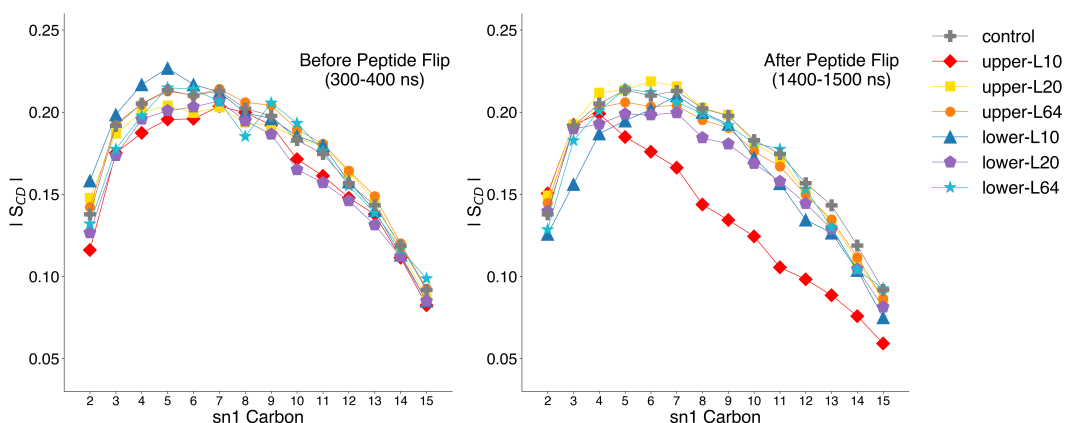 0.25
0.20
0.15
0.10
0.05
| S_CD |
Before Peptide Flip
(300-400 ns)
2 3 4 5 6 7 8 9 10 11 12 13 14 15
sn1 Carbon
0.25
0.20
0.15
0.10
0.05
| S_CD |
After Peptide Flip
(1400-1500 ns)
2 3 4 5 6 7 8 9 10 11 12 13 14 15
sn1 Carbon
control
upper-L10
upper-L20
upper-L64
lower-L10
lower-L20
lower-L64